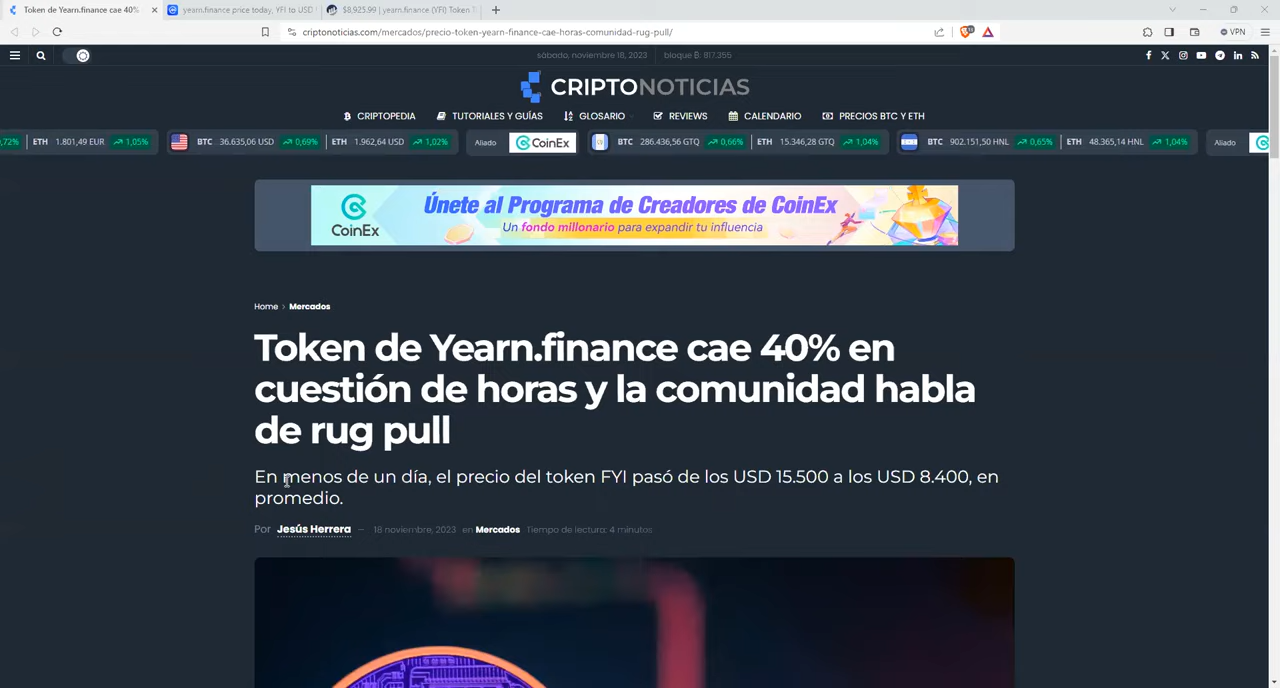 Token de Yearn.finance cae 40%
yearn.finance price today, YFI to USD
$8,925.99 | yearn.finance (YFI) Token
criptonoticias.com/mercados/precio-token-yearn-finance-cae-horas-comunidad-rug-pull/
VPN
sábado, noviembre 18, 2023
bloque ₿: 817.355
CRIPTONOTICIAS
CRIPTOPEDIA
TUTORIALES Y GUÍAS
GLOSARIO
REVIEWS
CALENDARIO
PRECIOS BTC Y ETH
0,72% ETH 1.801,49 EUR 1,05% BTC 36.635,06 USD 0,69% ETH 1.962,64 USD 1,02% Aliado CoinEx BTC 286.436,56 GTQ 0,66% ETH 15.346,28 GTQ 1,04% BTC 902.151,50 HNL 0,65% ETH 48.365,14 HNL 1,04% Aliado
CoinEx
Únete al Programa de Creadores de CoinEx
Un fondo millonario para expandir tu influencia
Home > Mercados
Token de Yearn.finance cae 40% en
cuestión de horas y la comunidad habla
de rug pull
En menos de un día, el precio del token FYI pasó de los USD 15.500 a los USD 8.400, en
promedio.
Por Jesús Herrera — 18 noviembre, 2023 en Mercados Tiempo de lectura: 4 minutos